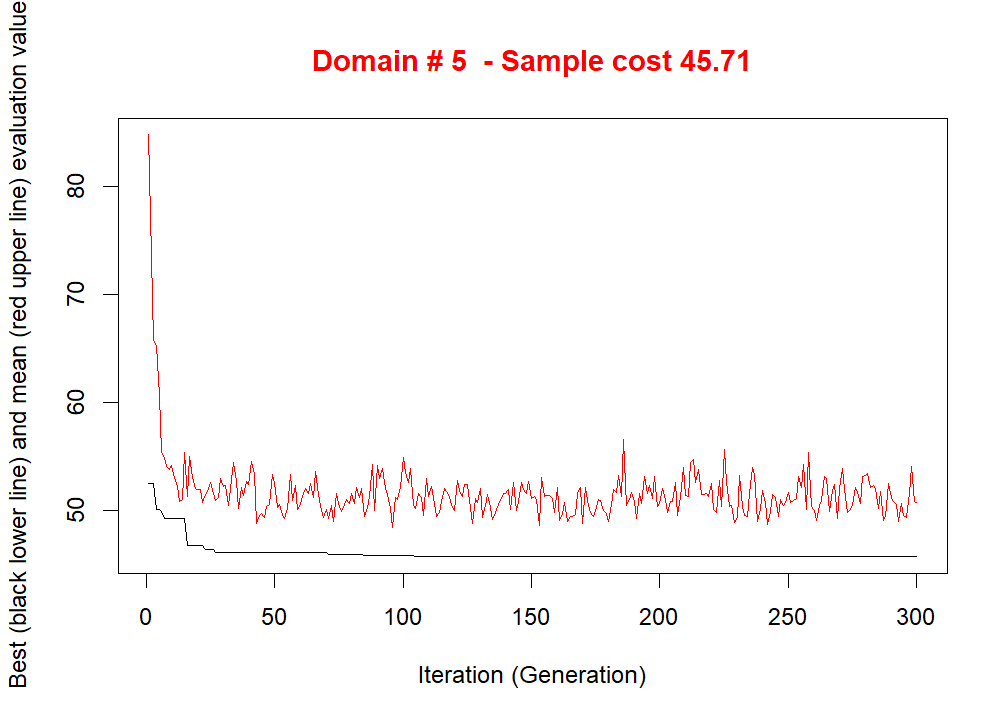 Domain # 5  - Sample cost 45.71
Best (black lower line) and mean (red upper line) evaluation value
80
70
60
50
0 50 100 150 200 250 300
Iteration (Generation)